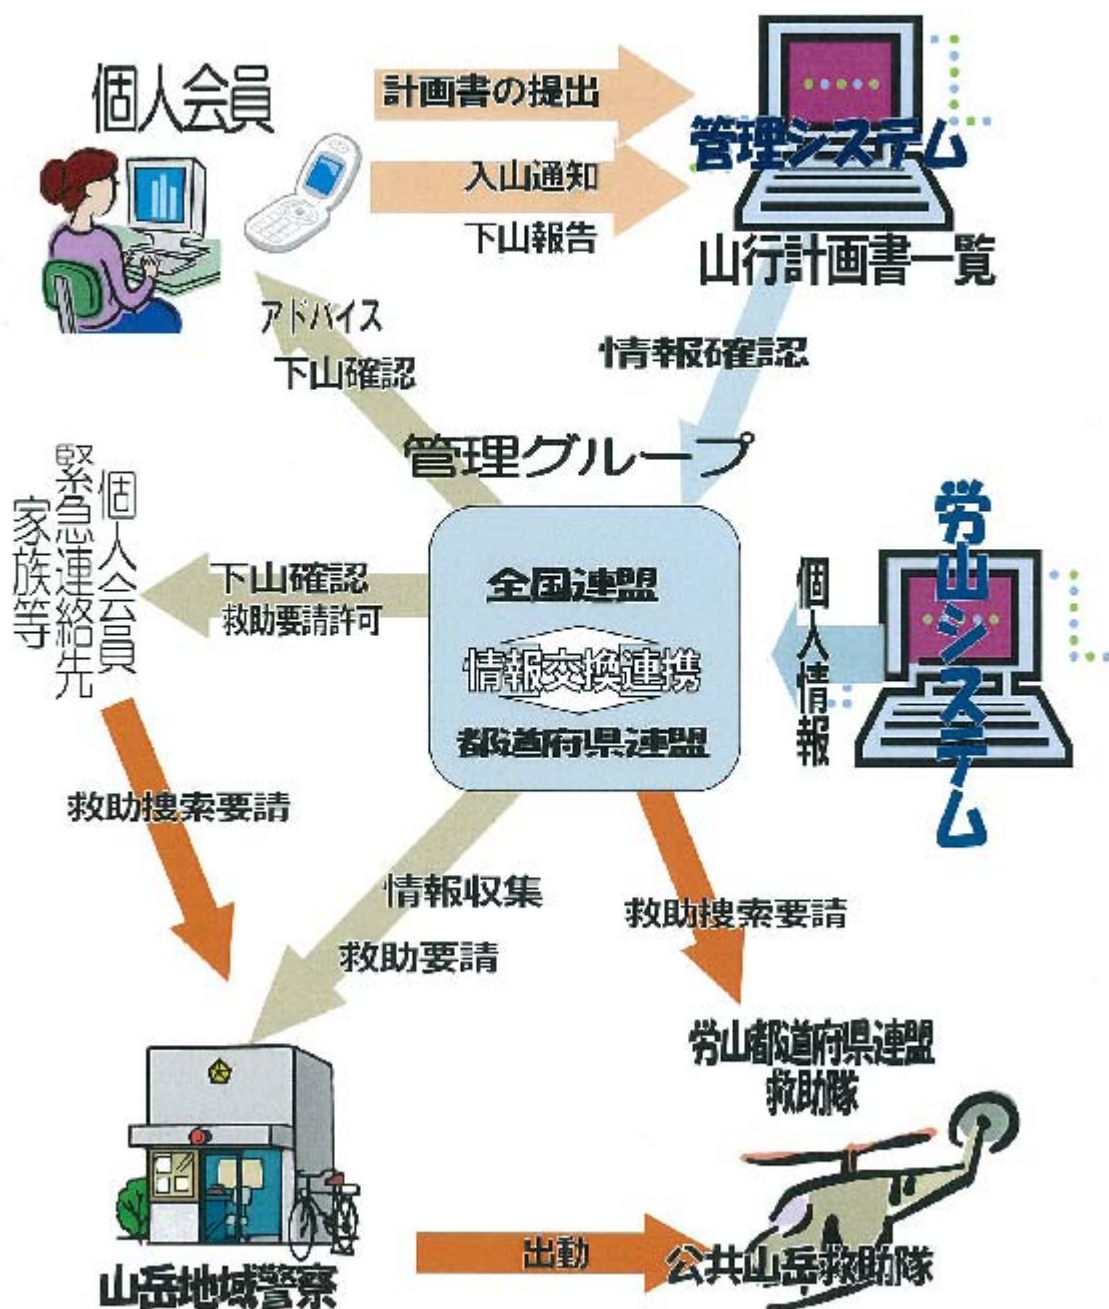 個人会員
計画書の提出
入山通知
下山報告
管理システム
山行計画書一覧
アドバイス
下山確認
情報確認
管理グループ
個人会員
緊急連絡先
家族等
下山確認
救助要請許可
全国連盟
情報交換連携
都道府県連盟
個人情報
労山システム
救助捜索要請
情報収集
救助要請
救助捜索要請
労山都道府県連盟
救助隊
山岳地域警察
出動
公共山岳救助隊